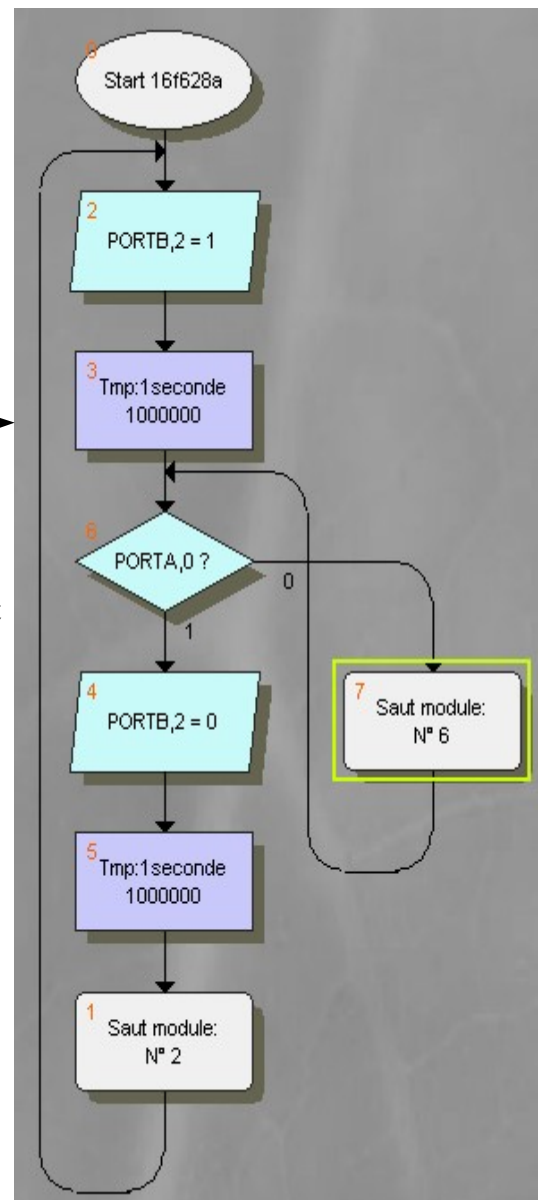 0
Start 16f628a
2
PORTB,2 = 1
3
Tmp:1seconde
1000000
6
PORTA,0 ?
0
1
4
PORTB,2 = 0
7
Saut module:
N° 6
5
Tmp:1seconde
1000000
1
Saut module:
N° 2